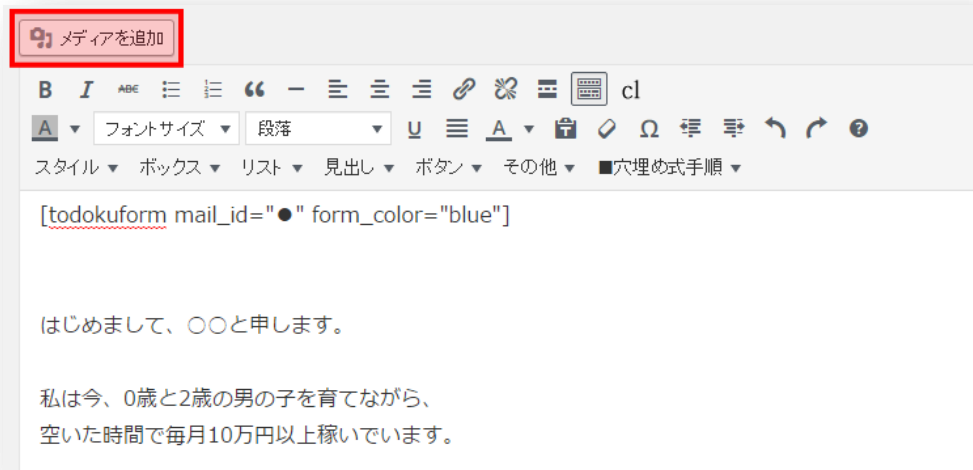 メディアを追加
B I ABC cl
A フォントサイズ 段落 U A Ω
スタイル ボックス リスト 見出し ボタン その他 ■穴埋め式手順
[todokuform mail_id="●" form_color="blue"]
はじめまして、○○と申します。
私は今、0歳と2歳の男の子を育てながら、
空いた時間で毎月10万円以上稼いでいます。